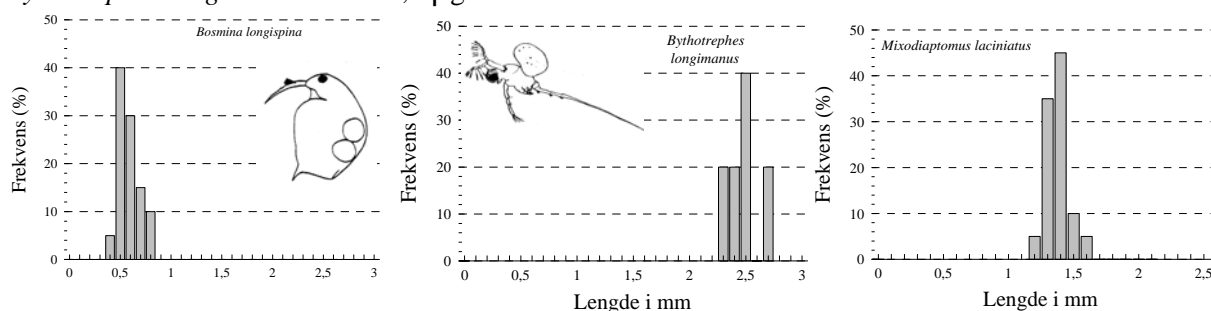 Bosmina longispina
Frekvens (%)
50
40
30
20
10
0
0 0,5 1 1,5 2 2,5 3
Bythotrephes
longimanus
Frekvens (%)
50
40
30
20
10
0
0 0,5 1 1,5 2 2,5 3
Lengde i mm
Mixodiaptomus laciniatus
Frekvens (%)
50
40
30
20
10
0
0 0,5 1 1,5 2 2,5
Lengde i mm